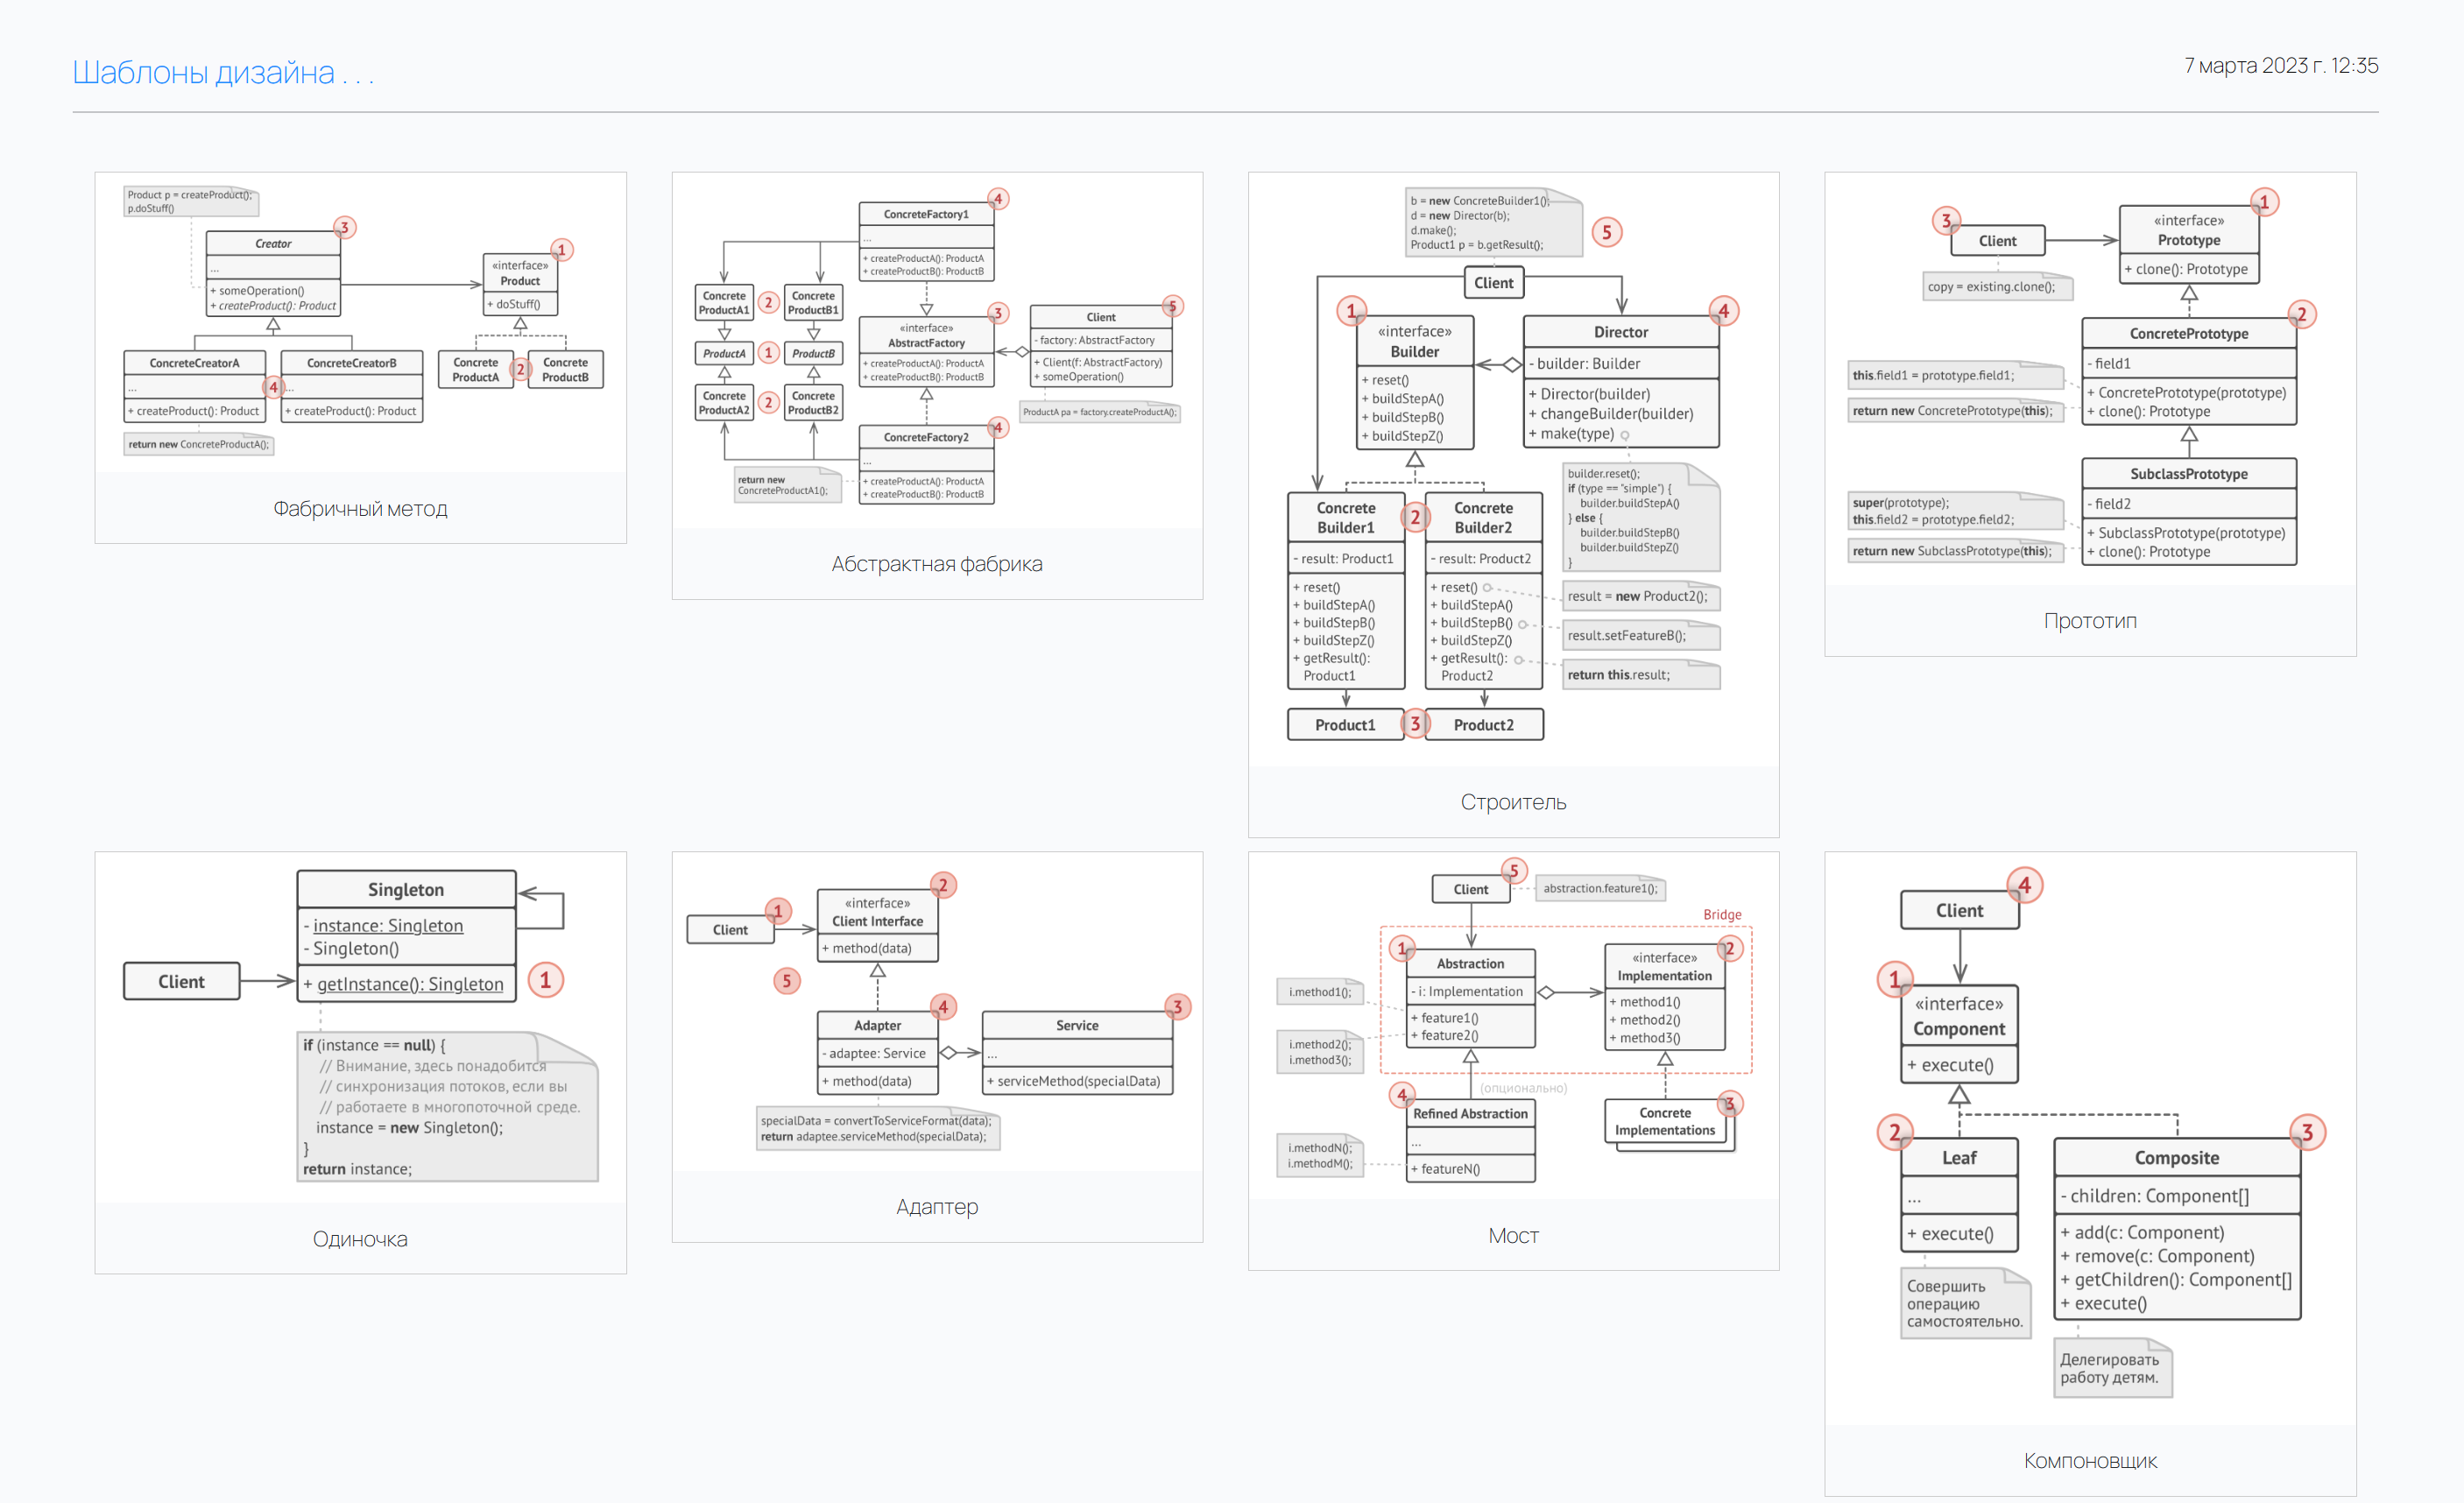 Шаблоны дизайна . . .
7 марта 2023 г. 12:35
Product p = createProduct();
p.doStuff()
3
Creator
...
+ someOperation()
+ createProduct(): Product
1
«interface»
Product
+ doStuff()
ConcreteCreatorA
...
+ createProduct(): Product
4
ConcreteCreatorB
...
+ createProduct(): Product
Concrete
ProductA
2
Concrete
ProductB
return new ConcreteProductA();
Фабричный метод
4
ConcreteFactory1
...
+ createProductA(): ProductA
+ createProductB(): ProductB
Concrete
ProductA1
2
Concrete
ProductB1
ProductA
1
ProductB
Concrete
ProductA2
2
Concrete
ProductB2
3
«interface»
AbstractFactory
+ createProductA(): ProductA
+ createProductB(): ProductB
5
Client
- factory: AbstractFactory
+ Client(f: AbstractFactory)
+ someOperation()
ProductA pa = factory.createProductA();
4
ConcreteFactory2
...
+ createProductA(): ProductA
+ createProductB(): ProductB
return new
ConcreteProductA1();
Абстрактная фабрика
b = new ConcreteBuilder1();
d = new Director(b);
d.make();
Product1 p = b.getResult();
5
Client
1
«interface»
Builder
+ reset()
+ buildStepA()
+ buildStepB()
+ buildStepZ()
4
Director
- builder: Builder
+ Director(builder)
+ changeBuilder(builder)
+ make(type)
builder.reset();
if (type == "simple") {
builder.buildStepA()
} else {
builder.buildStepB()
builder.buildStepZ()
}
Concrete
Builder1
- result: Product1
+ reset()
+ buildStepA()
+ buildStepB()
+ buildStepZ()
+ getResult():
Product1
2
Concrete
Builder2
- result: Product2
+ reset()
+ buildStepA()
+ buildStepB()
+ buildStepZ()
+ getResult():
Product2
result = new Product2();
result.setFeatureB();
return this.result;
Product1
3
Product2
Строитель
3
Client
1
«interface»
Prototype
+ clone(): Prototype
copy = existing.clone();
2
ConcretePrototype
- field1
+ ConcretePrototype(prototype)
+ clone(): Prototype
this.field1 = prototype.field1;
return new ConcretePrototype(this);
SubclassPrototype
- field2
+ SubclassPrototype(prototype)
+ clone(): Prototype
super(prototype);
this.field2 = prototype.field2;
return new SubclassPrototype(this);
Прототип
Singleton
- instance: Singleton
- Singleton()
+ getInstance(): Singleton
Client
1
if (instance == null) {
// Внимание, здесь понадобится
// синхронизация потоков, если вы
// работаете в многопоточной среде.
instance = new Singleton();
}
return instance;
Одиночка
1
Client
2
«interface»
Client Interface
+ method(data)
5
4
Adapter
- adaptee: Service
+ method(data)
3
Service
...
+ serviceMethod(specialData)
specialData = convertToServiceFormat(data);
return adaptee.serviceMethod(specialData);
Адаптер
5
Client
abstraction.feature1();
Bridge
1
Abstraction
- i: Implementation
+ feature1()
+ feature2()
2
«interface»
Implementation
+ method1()
+ method2()
+ method3()
i.method1();
i.method2();
i.method3();
(опционально)
4
Refined Abstraction
...
+ featureN()
3
Concrete
Implementations
i.methodN();
i.methodM();
Мост
4
Client
1
«interface»
Component
+ execute()
2
Leaf
...
+ execute()
3
Composite
- children: Component[]
+ add(c: Component)
+ remove(c: Component)
+ getChildren(): Component[]
+ execute()
Совершить
операцию
самостоятельно.
Делегировать
работу детям.
Компоновщик